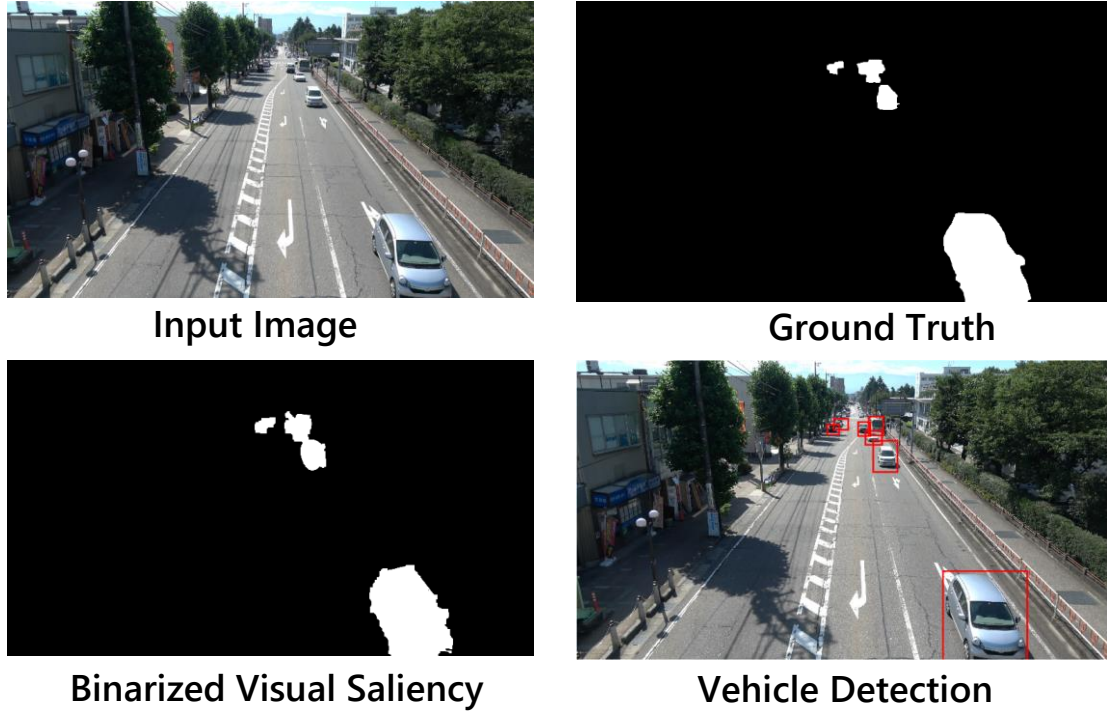 Input Image
Ground Truth
Binarized Visual Saliency
Vehicle Detection